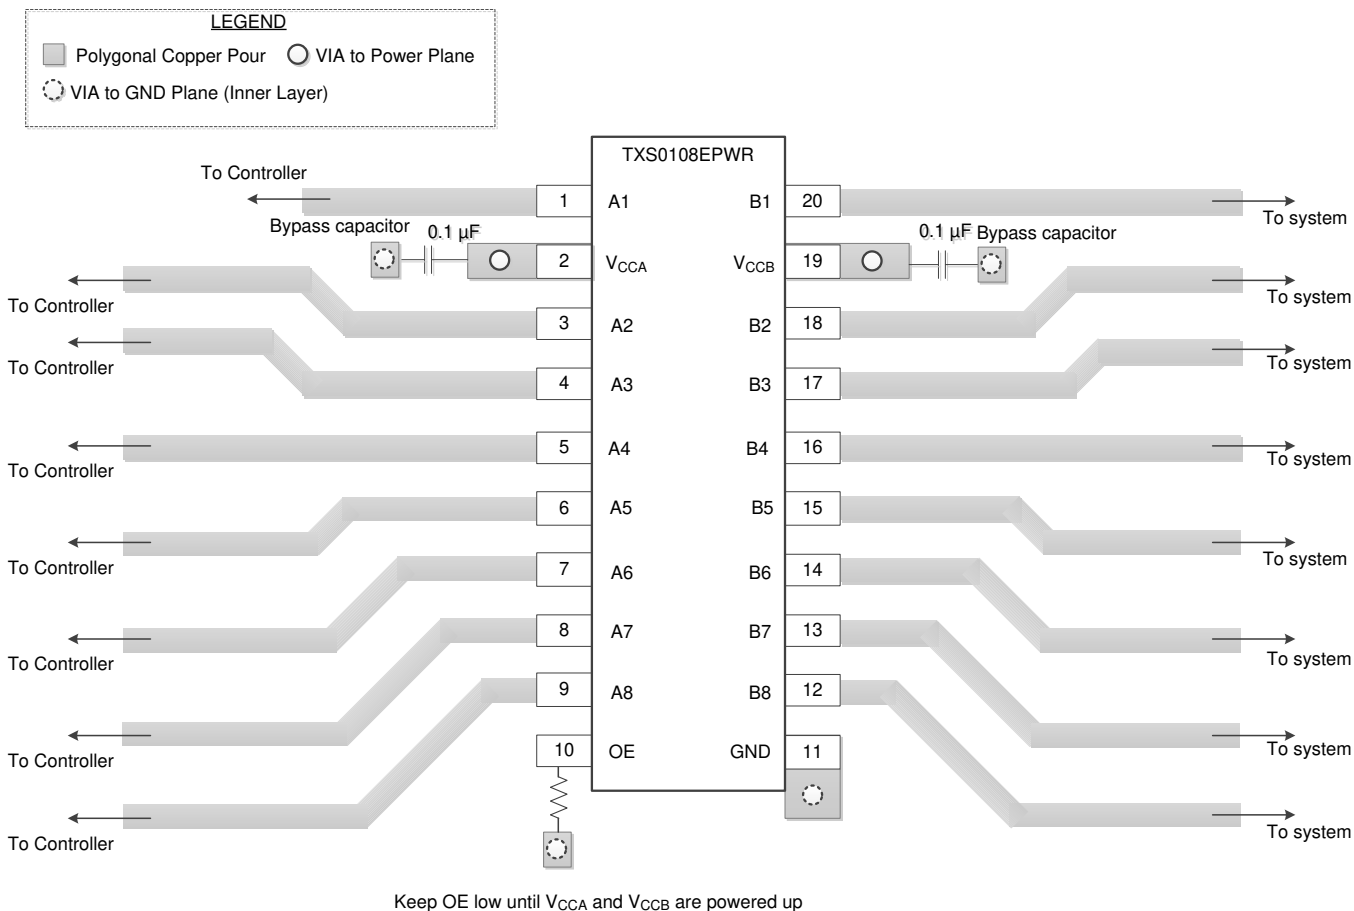 LEGEND
Polygonal Copper Pour
VIA to Power Plane
VIA to GND Plane (Inner Layer)
TXS0108EPWR
To Controller
1
A1
B1
20
To system
Bypass capacitor
0.1 µF
2
VCCA
VCCB
19
0.1 µF
Bypass capacitor
To Controller
3
A2
B2
18
To system
To Controller
4
A3
B3
17
To system
To Controller
5
A4
B4
16
To system
To Controller
6
A5
B5
15
To system
To Controller
7
A6
B6
14
To system
To Controller
8
A7
B7
13
To system
To Controller
9
A8
B8
12
To system
10
OE
GND
11
Keep OE low until VCCA and VCCB are powered up